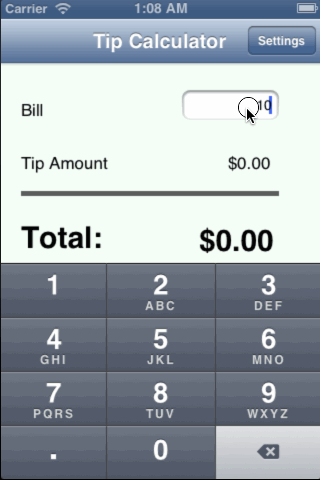 Carrier 1:08 AM
Tip Calculator Settings
Bill 10
Tip Amount $0.00
Total: $0.00
1 2 3
ABC DEF
4 5 6
GHI JKL MNO
7 8 9
PQRS TUV WXYZ
. 0